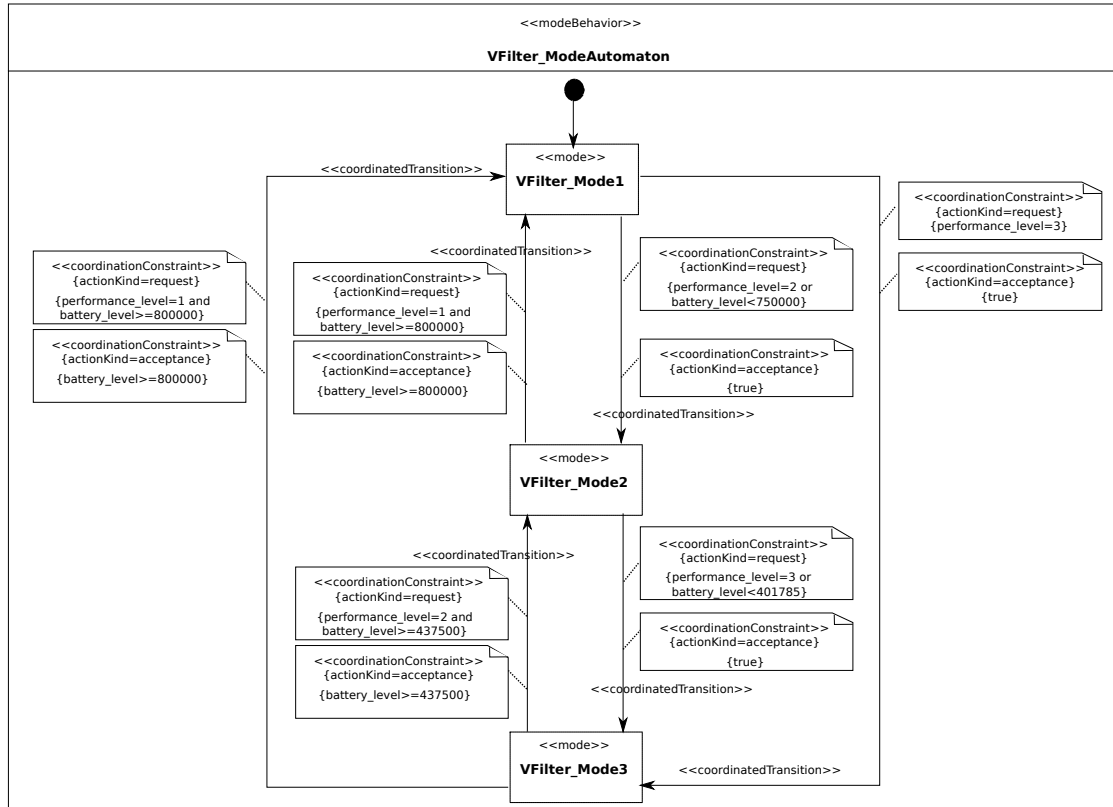 <<modeBehavior>>
VFilter_ModeAutomaton
<<mode>>
VFilter_Mode1
<<coordinatedTransition>>
<<coordinationConstraint>>
{actionKind=request}
{performance_level=3}
<<coordinationConstraint>>
{actionKind=acceptance}
{true}
<<coordinatedTransition>>
<<coordinationConstraint>>
{actionKind=request}
{performance_level=1 and
battery_level>=800000}
<<coordinationConstraint>>
{actionKind=acceptance}
{battery_level>=800000}
<<coordinationConstraint>>
{actionKind=request}
{performance_level=1 and
battery_level>=800000}
<<coordinationConstraint>>
{actionKind=acceptance}
{battery_level>=800000}
<<coordinationConstraint>>
{actionKind=request}
{performance_level=2 or
battery_level<750000}
<<coordinationConstraint>>
{actionKind=acceptance}
{true}
<<coordinatedTransition>>
<<mode>>
VFilter_Mode2
<<coordinatedTransition>>
<<coordinationConstraint>>
{actionKind=request}
{performance_level=2 and
battery_level>=437500}
<<coordinationConstraint>>
{actionKind=acceptance}
{battery_level>=437500}
<<coordinationConstraint>>
{actionKind=request}
{performance_level=3 or
battery_level<401785}
<<coordinationConstraint>>
{actionKind=acceptance}
{true}
<<coordinatedTransition>>
<<mode>>
VFilter_Mode3
<<coordinatedTransition>>